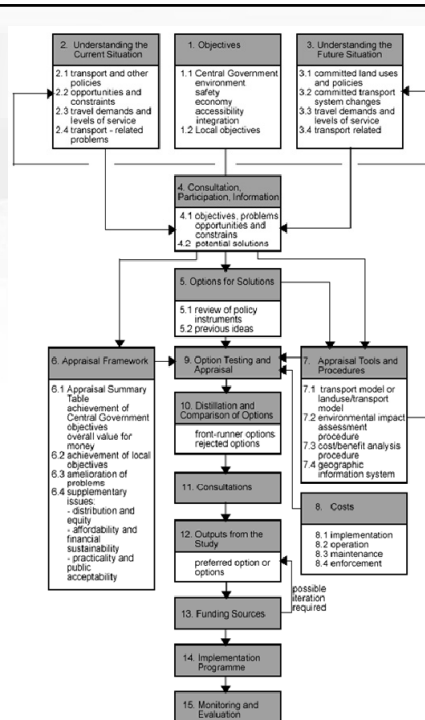 2. Understanding the
Current Situation
2.1 transport and other
policies
2.2 opportunities and
constraints
2.3 travel demands and
levels of service
2.4 transport - related
problems
1. Objectives
1.1 Central Government
environment
safety
economy
accessibility
integration
1.2 Local objectives
3. Understanding the
Future Situation
3.1 committed land uses
and policies
3.2 committed transport
system changes
3.3 travel demands and
levels of service
3.4 transport related
4. Consultation,
Participation, Information
4.1 objectives, problems
opportunities and
constrains
4.2 potential solutions
5. Options for Solutions
5.1 review of policy
instruments
5.2 previous ideas
6. Appraisal Framework
6.1 Appraisal Summary
Table
achievement of
Central Government
objectives
overall value for
money
6.2 achievement of local
objectives
6.3 amelioration of
problems
6.4 supplementary
issues:
- distribution and
equity
- affordability and
financial
sustainability
- practicality and
public
acceptability
9. Option Testing and
Appraisal
7. Appraisal Tools and
Procedures
7.1 transport model or
landuse/transport
model
7.2 environmental impact
assessment
procedure
7.3 cost/benefit analysis
procedure
7.4 geographic
information system
10. Distillation and
Comparison of Options
front-runner options
rejected options
11. Consultations
8. Costs
8.1 implementation
8.2 operation
8.3 maintenance
8.4 enforcement
12. Outputs from the
Study
preferred option or
options
possible
iteration
required
13. Funding Sources
14. Implementation
Programme
15. Monitoring and
Evaluation